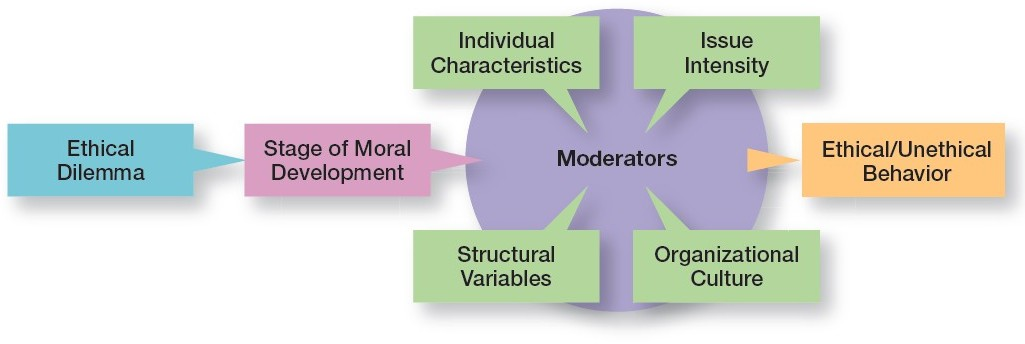 Individual
Characteristics
Issue
Intensity
Ethical
Dilemma
Stage of Moral
Development
Moderators
Ethical/Unethical
Behavior
Structural
Variables
Organizational
Culture